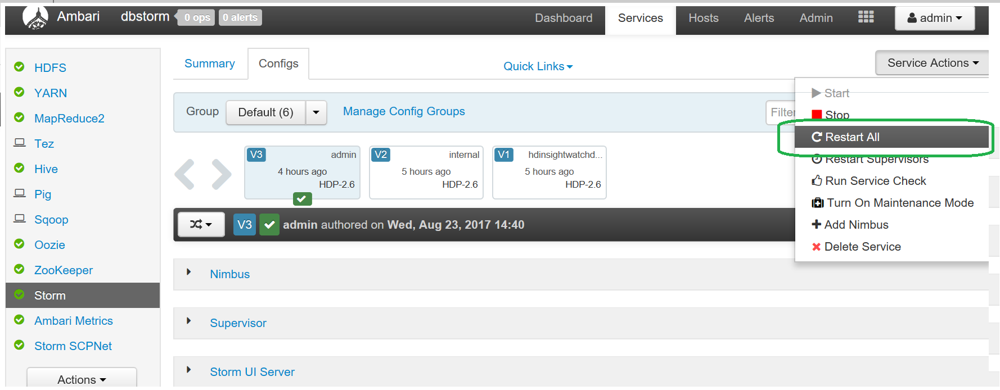 Ambari dbstorm 0 ops 0 alerts Dashboard Services Hosts Alerts Admin admin
HDFS
YARN
MapReduce2
Tez
Hive
Pig
Sqoop
Oozie
ZooKeeper
Storm
Ambari Metrics
Storm SCPNet
Actions
Summary Configs Quick Links Service Actions
Group Default (6) Manage Config Groups Filter
Start
Stop
Restart All
Restart Supervisors
Run Service Check
Turn On Maintenance Mode
Add Nimbus
Delete Service
V3 admin
4 hours ago
HDP-2.6
V2 internal
5 hours ago
HDP-2.6
V1 hdinsightwatchd...
5 hours ago
HDP-2.6
V3 admin authored on Wed, Aug 23, 2017 14:40
Nimbus
Supervisor
Storm UI Server